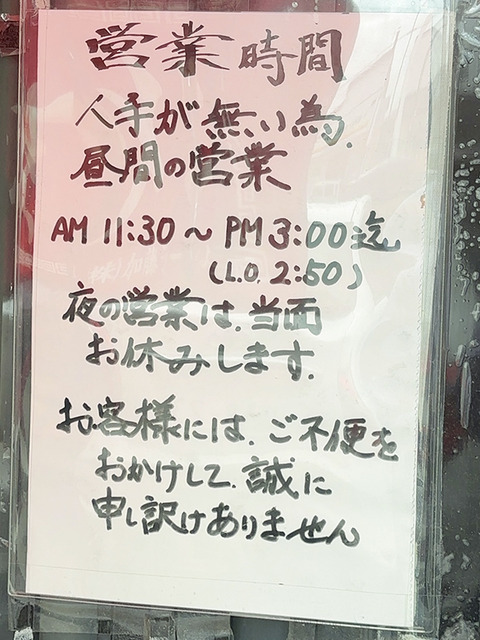 営業時間
人手が無い為.
昼間の営業
AM 11:30～PM 3:00迄
(L.O. 2:50)
夜の営業は.当面
お休みします.
お客様には.ご不便を
おかけして.誠に
申し訳けありません